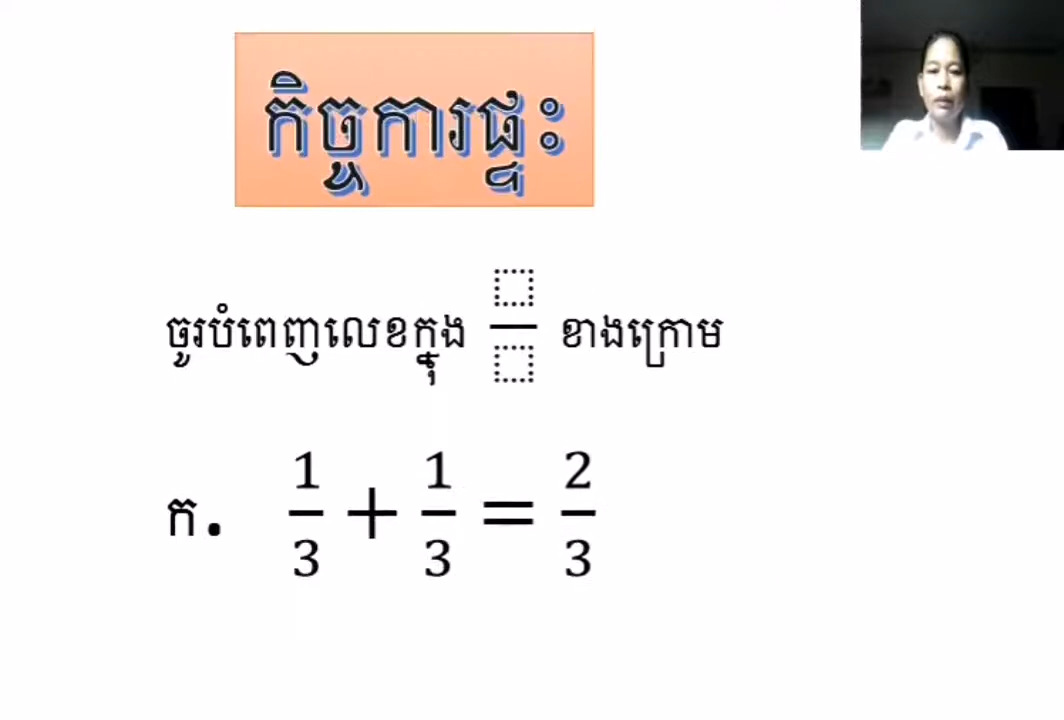 កិច្ចការផ្ទះ
ចូរបំពេញលេខក្នុង ⬚/⬚ ខាងក្រោម
ក. 1/3 + 1/3 = 2/3